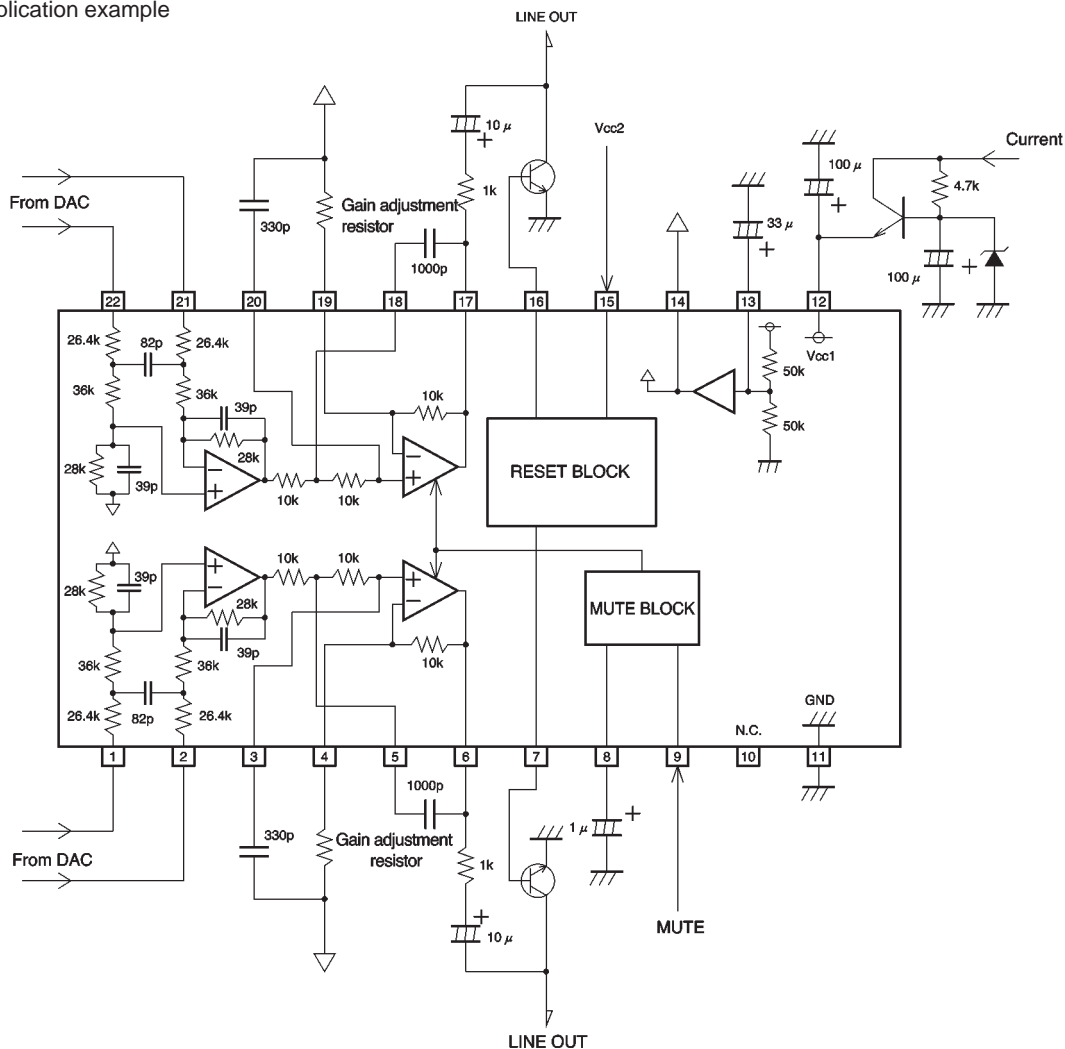 plication example
LINE OUT
10 μ
+
Vcc2
Current
100 μ
+
4.7k
From DAC
1k
330p
Gain adjustment
resistor
1000p
33 μ
+
100 μ
+
22
21
20
19
18
17
16
15
14
13
12
26.4k
82p
26.4k
Vcc1
50k
36k
36k
39p
10k
50k
28k
28k
39p
−
+
10k
10k
−
+
RESET BLOCK
39p
28k
+
−
10k
10k
+
−
28k
39p
MUTE BLOCK
36k
36k
10k
82p
26.4k
26.4k
N.C.
GND
1
2
3
4
5
6
7
8
9
10
11
1000p
330p
Gain adjustment
resistor
1 μ
+
1k
From DAC
+
10 μ
MUTE
LINE OUT